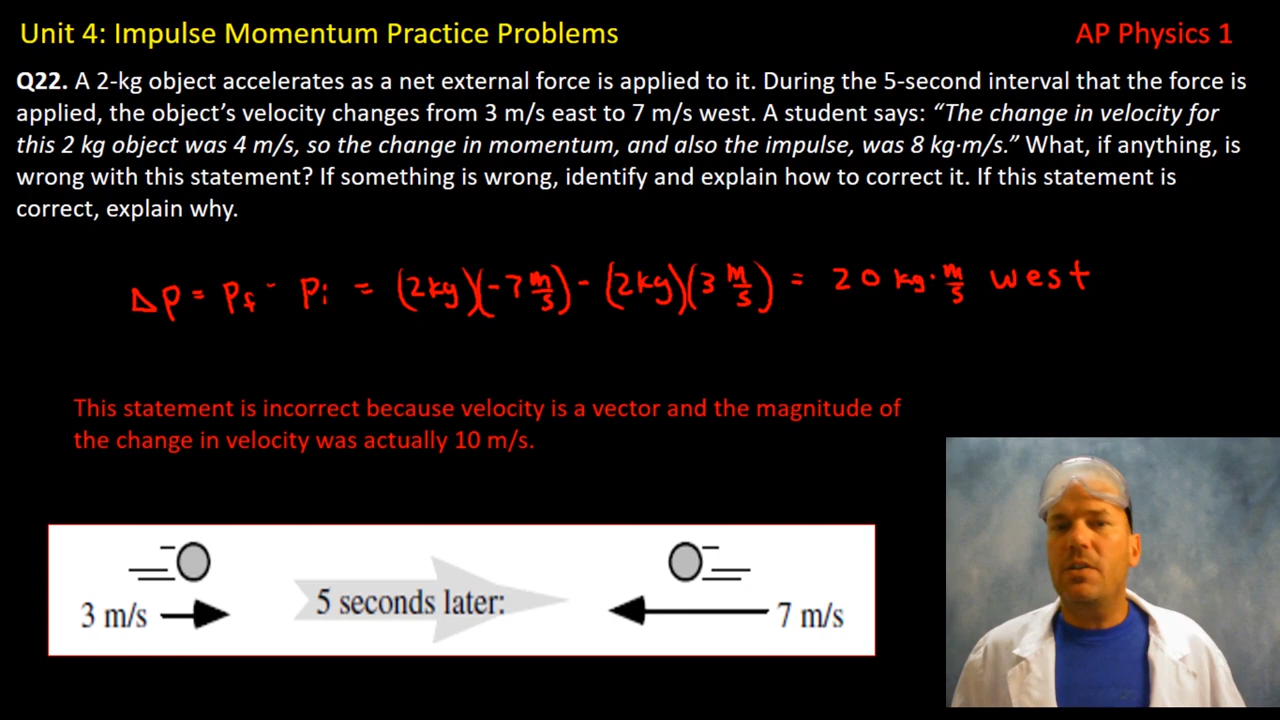 Unit 4: Impulse Momentum Practice Problems
AP Physics 1
Q22. A 2-kg object accelerates as a net external force is applied to it. During the 5-second interval that the force is
applied, the object's velocity changes from 3 m/s east to 7 m/s west. A student says: "The change in velocity for
this 2 kg object was 4 m/s, so the change in momentum, and also the impulse, was 8 kg·m/s." What, if anything, is
wrong with this statement? If something is wrong, identify and explain how to correct it. If this statement is
correct, explain why.
Δp = Pf - Pi = (2kg)(-7 m/s) - (2kg)(3 m/s) = 20 kg·m/s west
This statement is incorrect because velocity is a vector and the magnitude of
the change in velocity was actually 10 m/s.
3 m/s
5 seconds later:
7 m/s